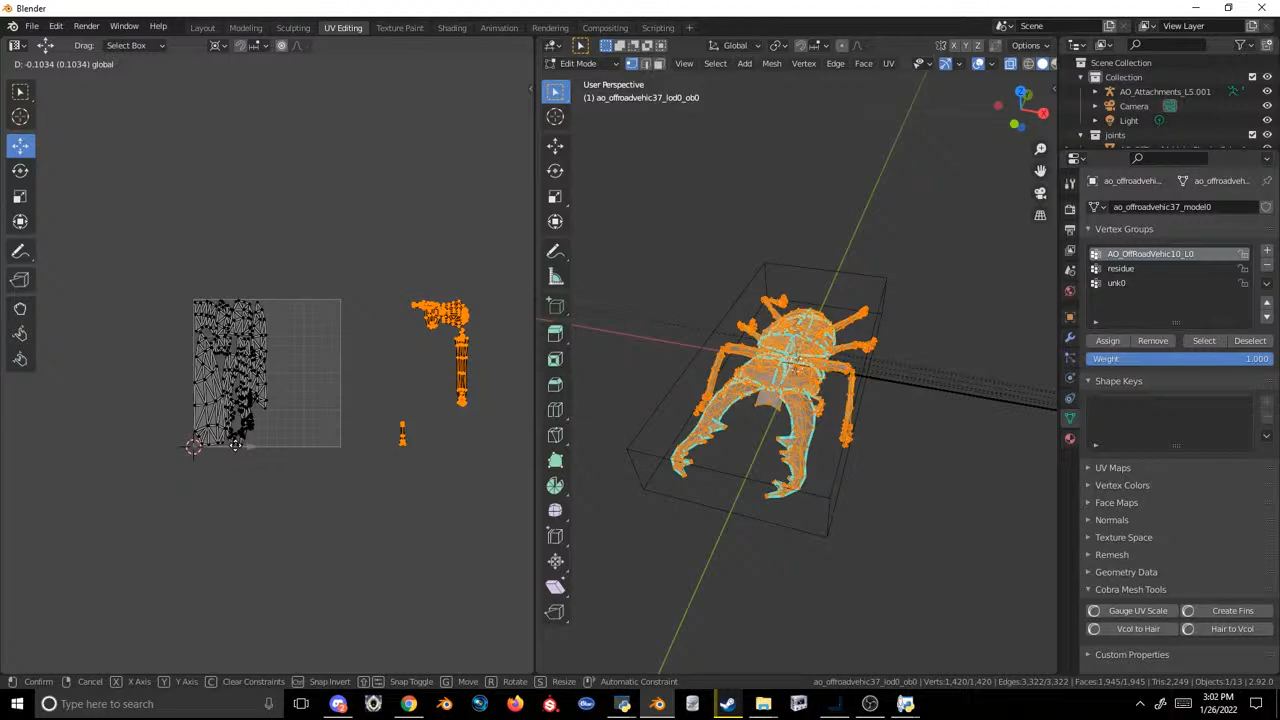 Blender
File Edit Render Window Help Layout Modeling Sculpting UV Editing Texture Paint Shading Animation Rendering Compositing Scripting Scene View Layer
Drag: Select Box Global X Y Z Options
D: -0.1034 (0.1034) global Edit Mode View Select Add Mesh Vertex Edge Face UV
Scene Collection
Collection
AO_Attachments_L5.001
Camera
Light
joints
User Perspective
(1) ao_offroadvehic37_lod0_ob0
X
Z
ao_offroadvehi... ao_offroadveh...
ao_offroadvehic37_model0
Vertex Groups
AO_OffRoadVehic10_L0
residue
unk0
Assign Remove Select Deselect
Weight 1.000
Shape Keys
UV Maps
Vertex Colors
Face Maps
Normals
Texture Space
Remesh
Geometry Data
Cobra Mesh Tools
Gauge UV Scale Create Fins
Vcol to Hair Hair to Vcol
Custom Properties
Confirm Cancel X X Axis Y Y Axis C Clear Constraints Snap Invert Snap Toggle G Move R Rotate S Resize Automatic Constraint ao_offroadvehic37_lod0_ob0 Verts:1,420/1,420 Edges:3,322/3,322 Faces:1,945/1,945 Tris:2,249 Objects:1/13 2.92.0
Type here to search
3:02 PM
1/26/2022